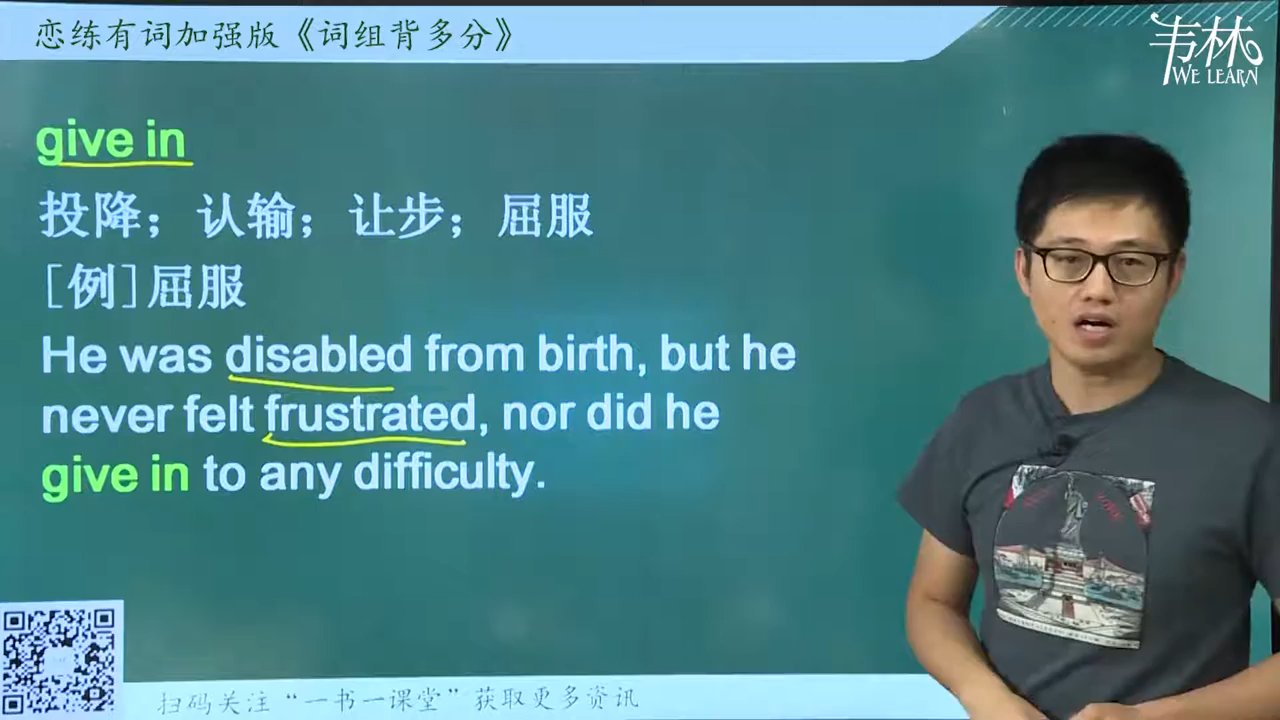 恋练有词加强版《词组背多分》
韦林
WE LEARN
give in
投降；认输；让步；屈服
[例]屈服
He was disabled from birth, but he
never felt frustrated, nor did he
give in to any difficulty.
扫码关注“一书一课堂”获取更多资讯